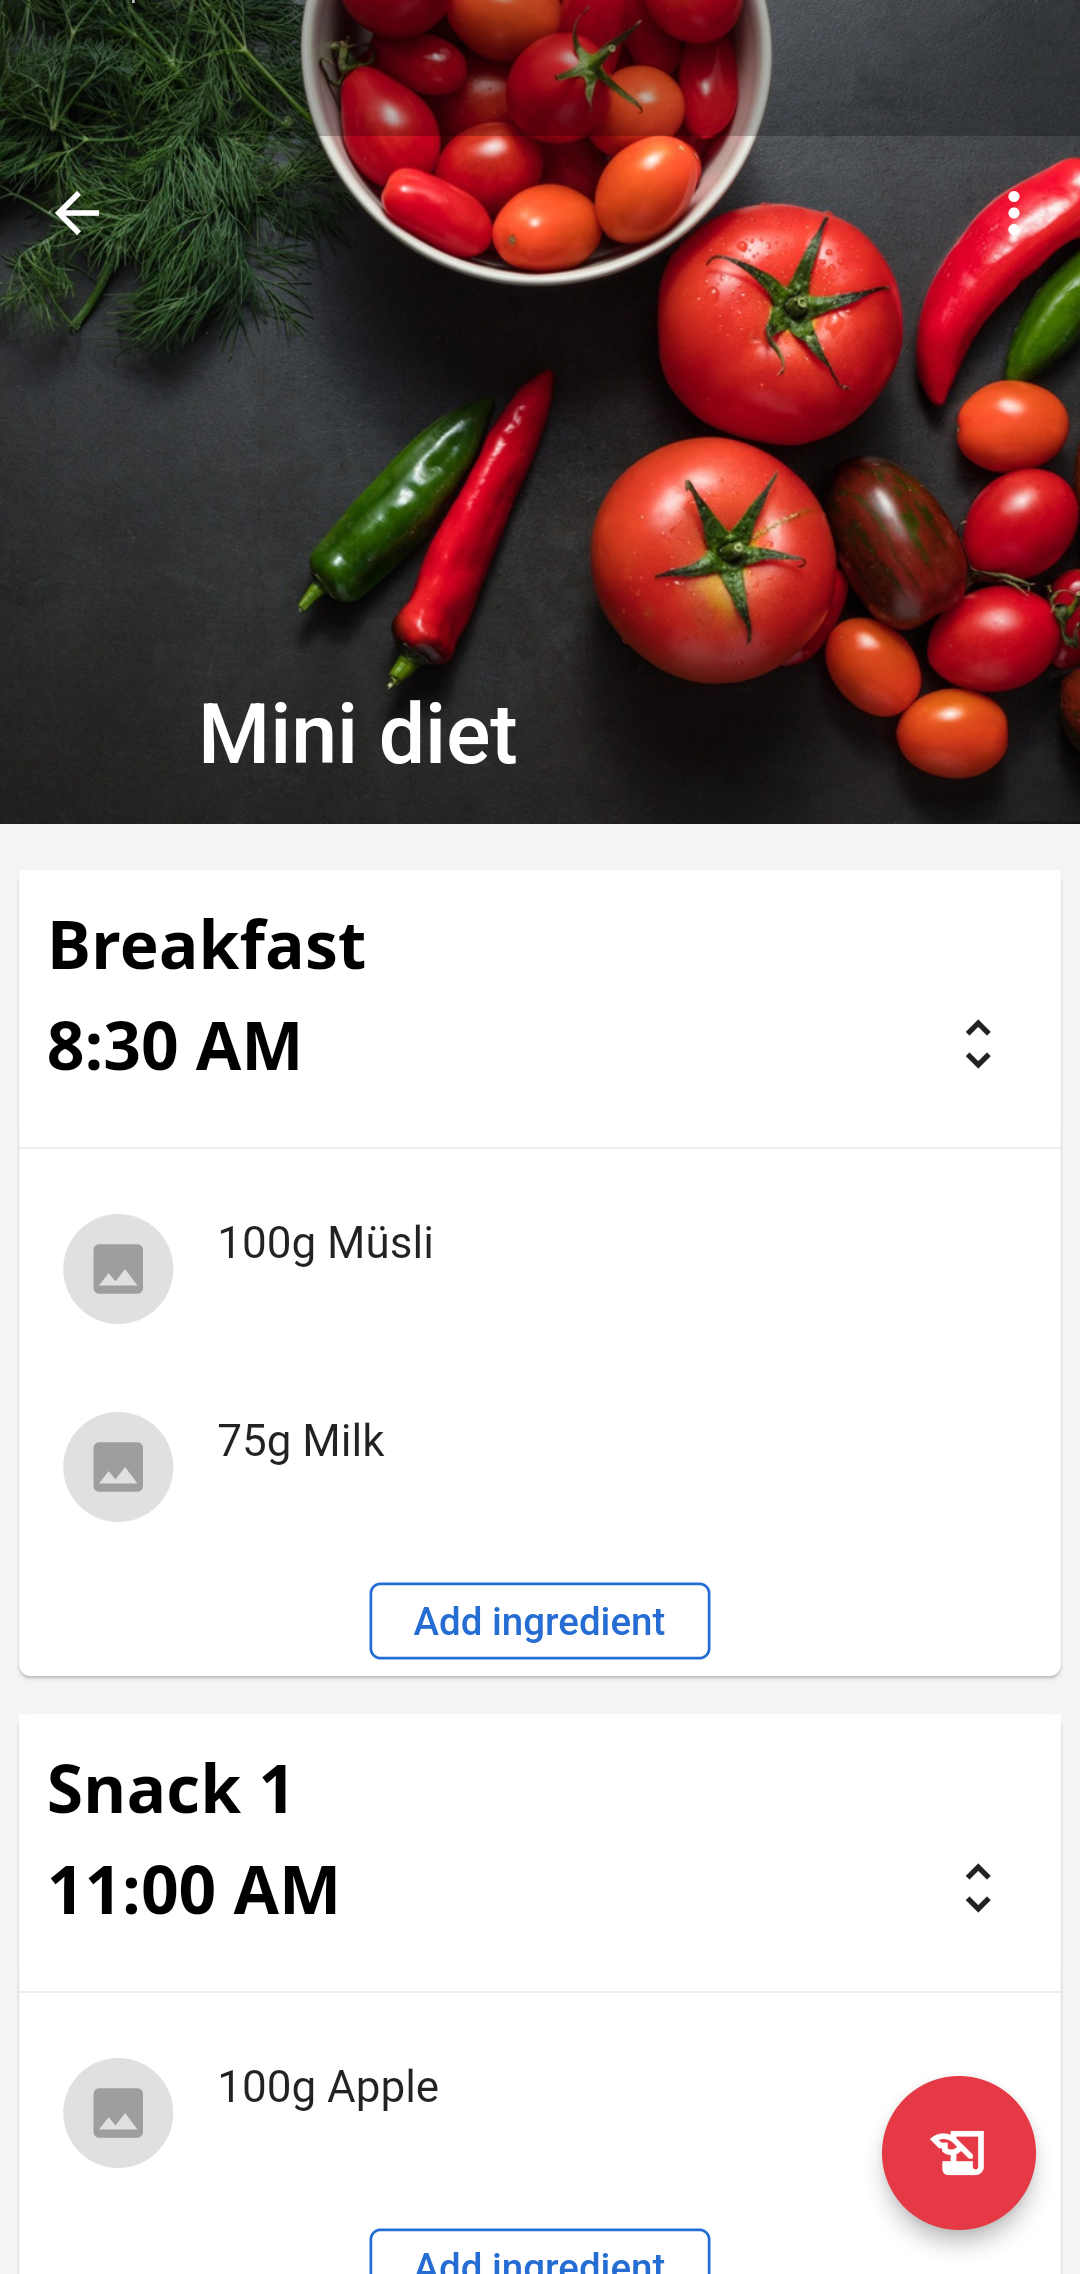 Mini diet
Breakfast
8:30 AM
100g Müsli
75g Milk
Add ingredient
Snack 1
11:00 AM
100g Apple
Add ingredient